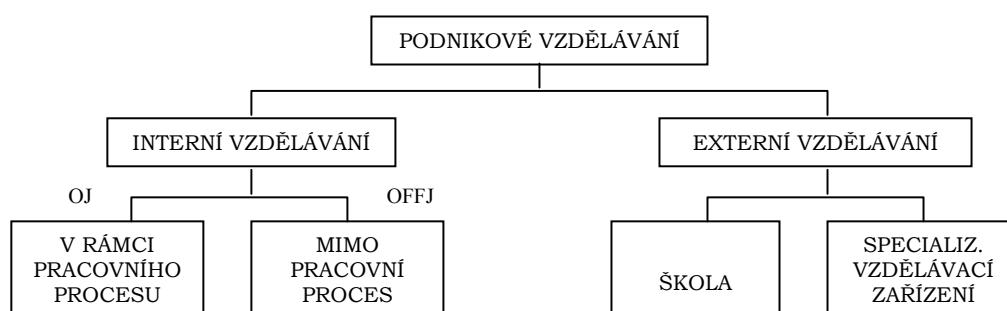 PODNIKOVÉ VZDĚLÁVÁNÍ
INTERNÍ VZDĚLÁVÁNÍ
EXTERNÍ VZDĚLÁVÁNÍ
OJ
OFFJ
V RÁMCI
PRACOVNÍHO
PROCESU
MIMO
PRACOVNÍ
PROCES
ŠKOLA
SPECIALIZ.
VZDĚLÁVACÍ
ZAŘÍZENÍ